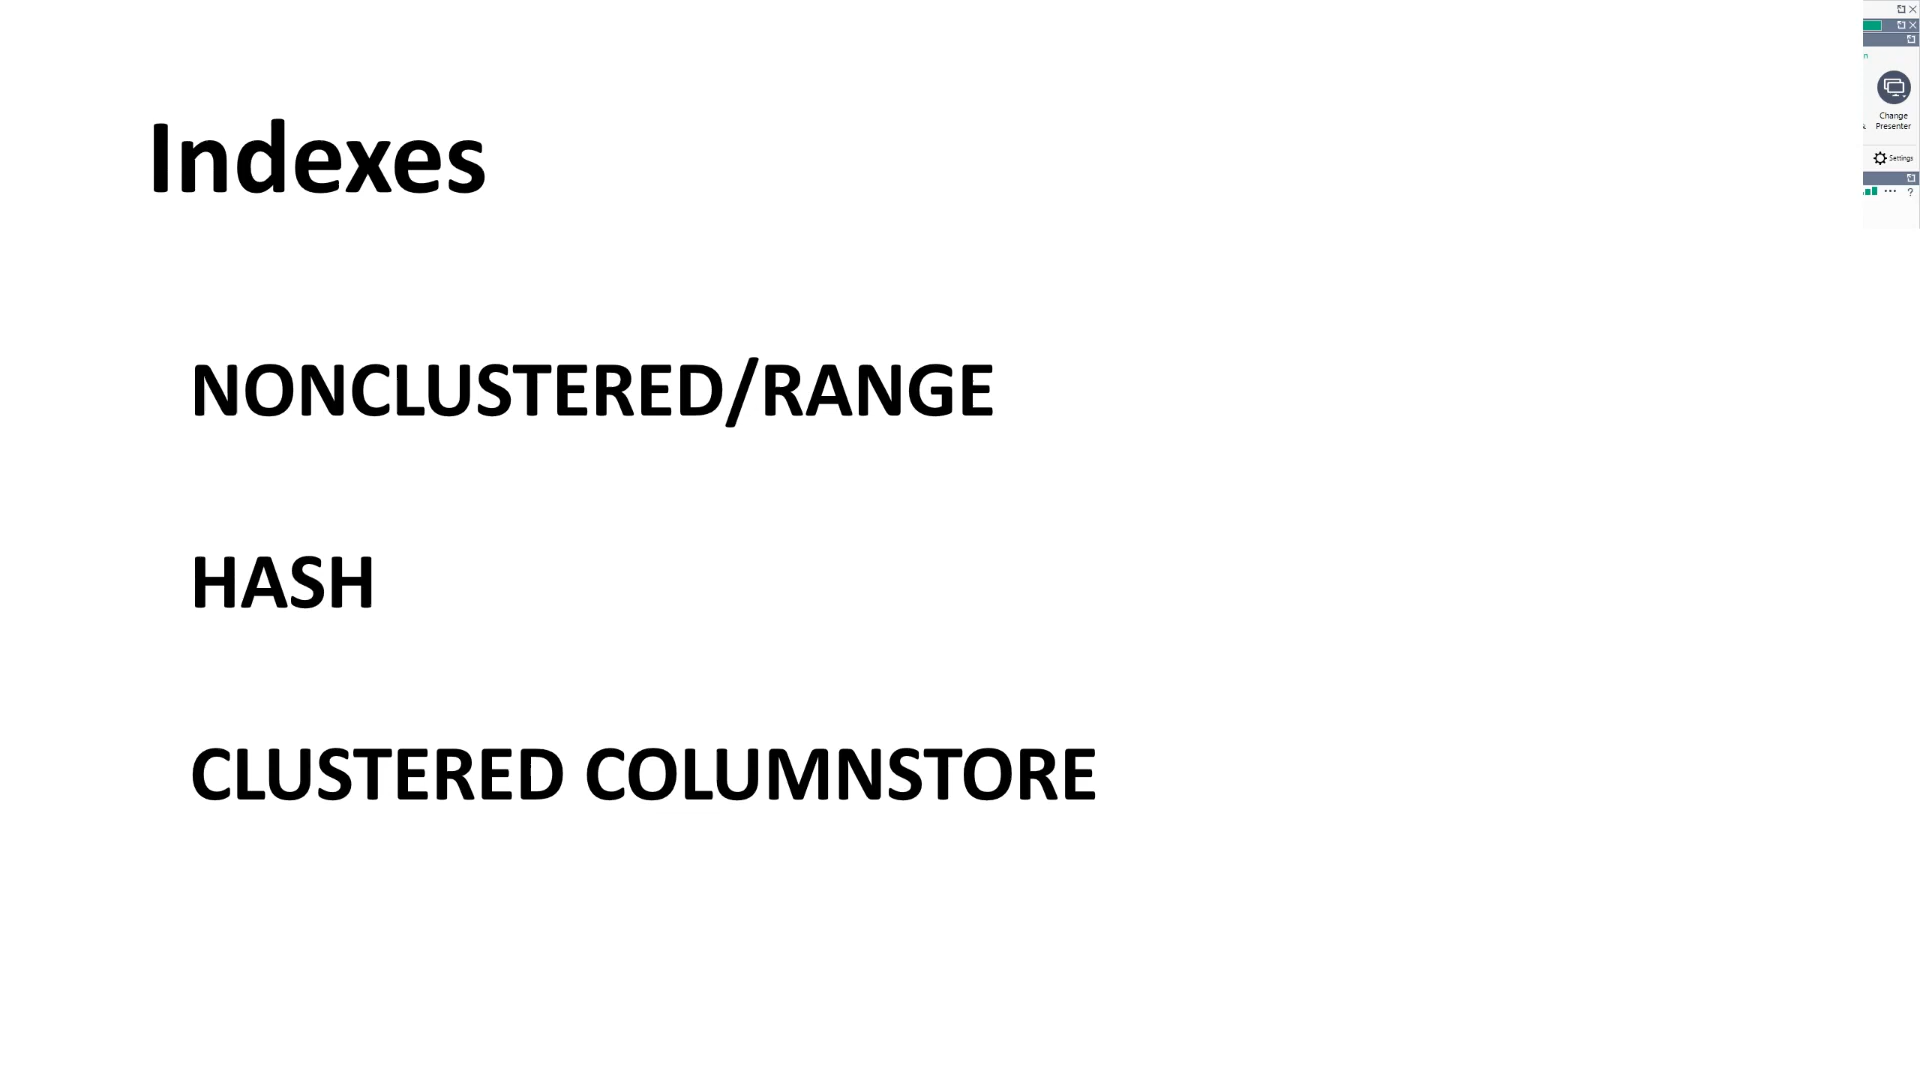 Indexes
NONCLUSTERED/RANGE
HASH
CLUSTERED COLUMNSTORE
Change
Presenter
Settings
?